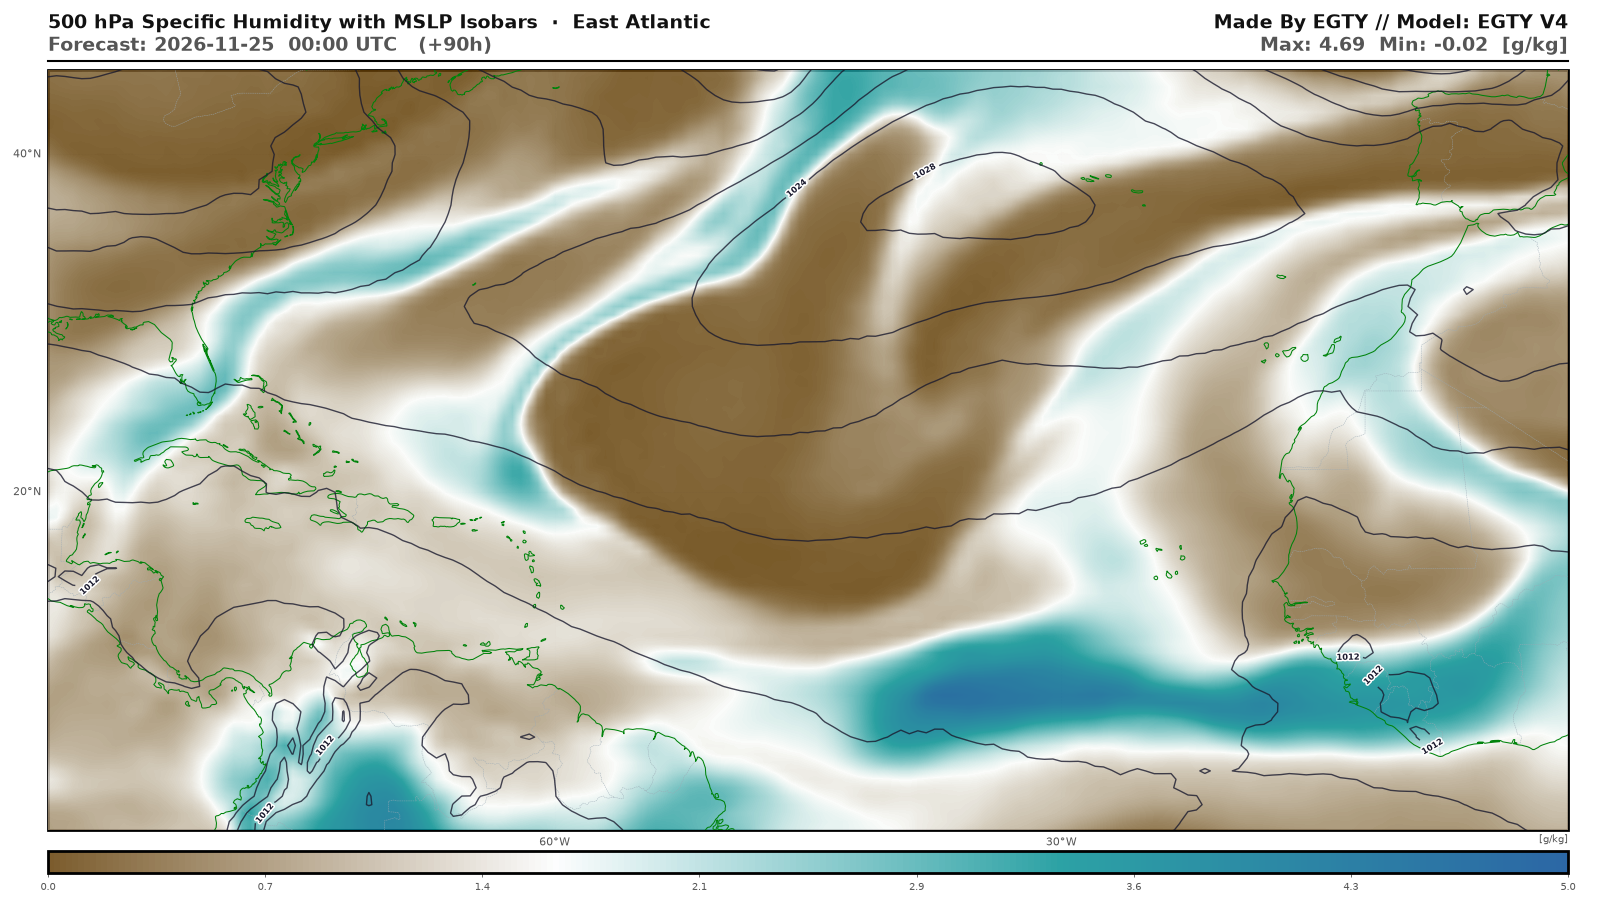 500 hPa Specific Humidity with MSLP Isobars · East Atlantic
Made By EGTY // Model: EGTY V4
Forecast: 2026-11-25 00:00 UTC (+90h)
Max: 4.69 Min: -0.02 [g/kg]
40°N
1028
1024
20°N
1012
1012
1012
1012
1012
1012
60°W
30°W
[g/kg]
0.0 0.7 1.4 2.1 2.9 3.6 4.3 5.0